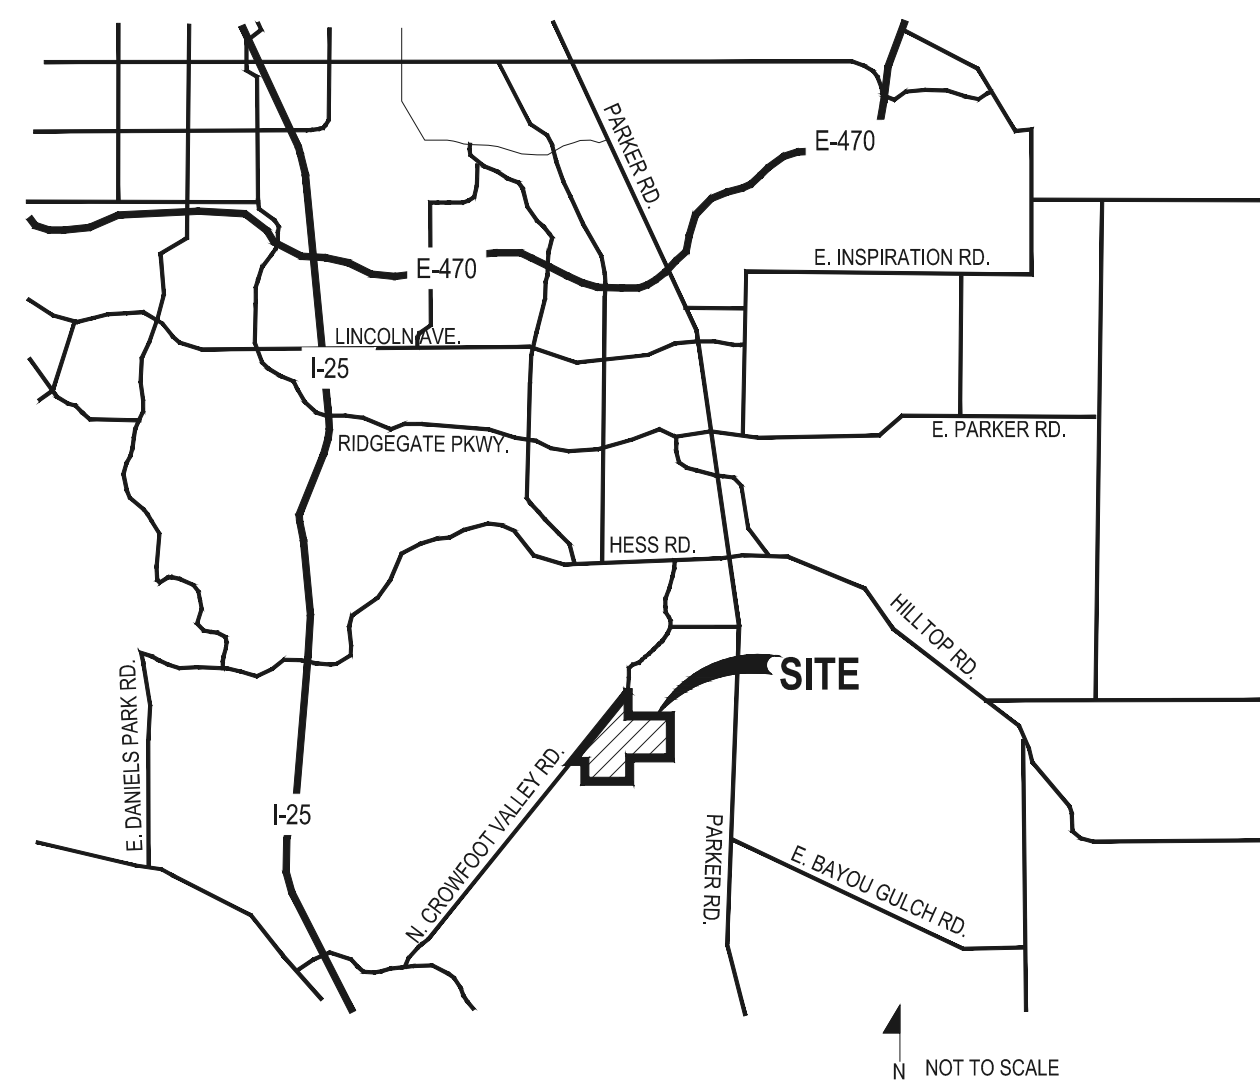 PARKER RD.
E-470
E. INSPIRATION RD.
E-470
LINCOLN AVE.
I-25
E. PARKER RD.
RIDGEGATE PKWY.
HESS RD.
HILLTOP RD.
SITE
E. DANIELS PARK RD.
N. CROWFOOT VALLEY RD.
I-25
PARKER RD.
E. BAYOU GULCH RD.
N
NOT TO SCALE